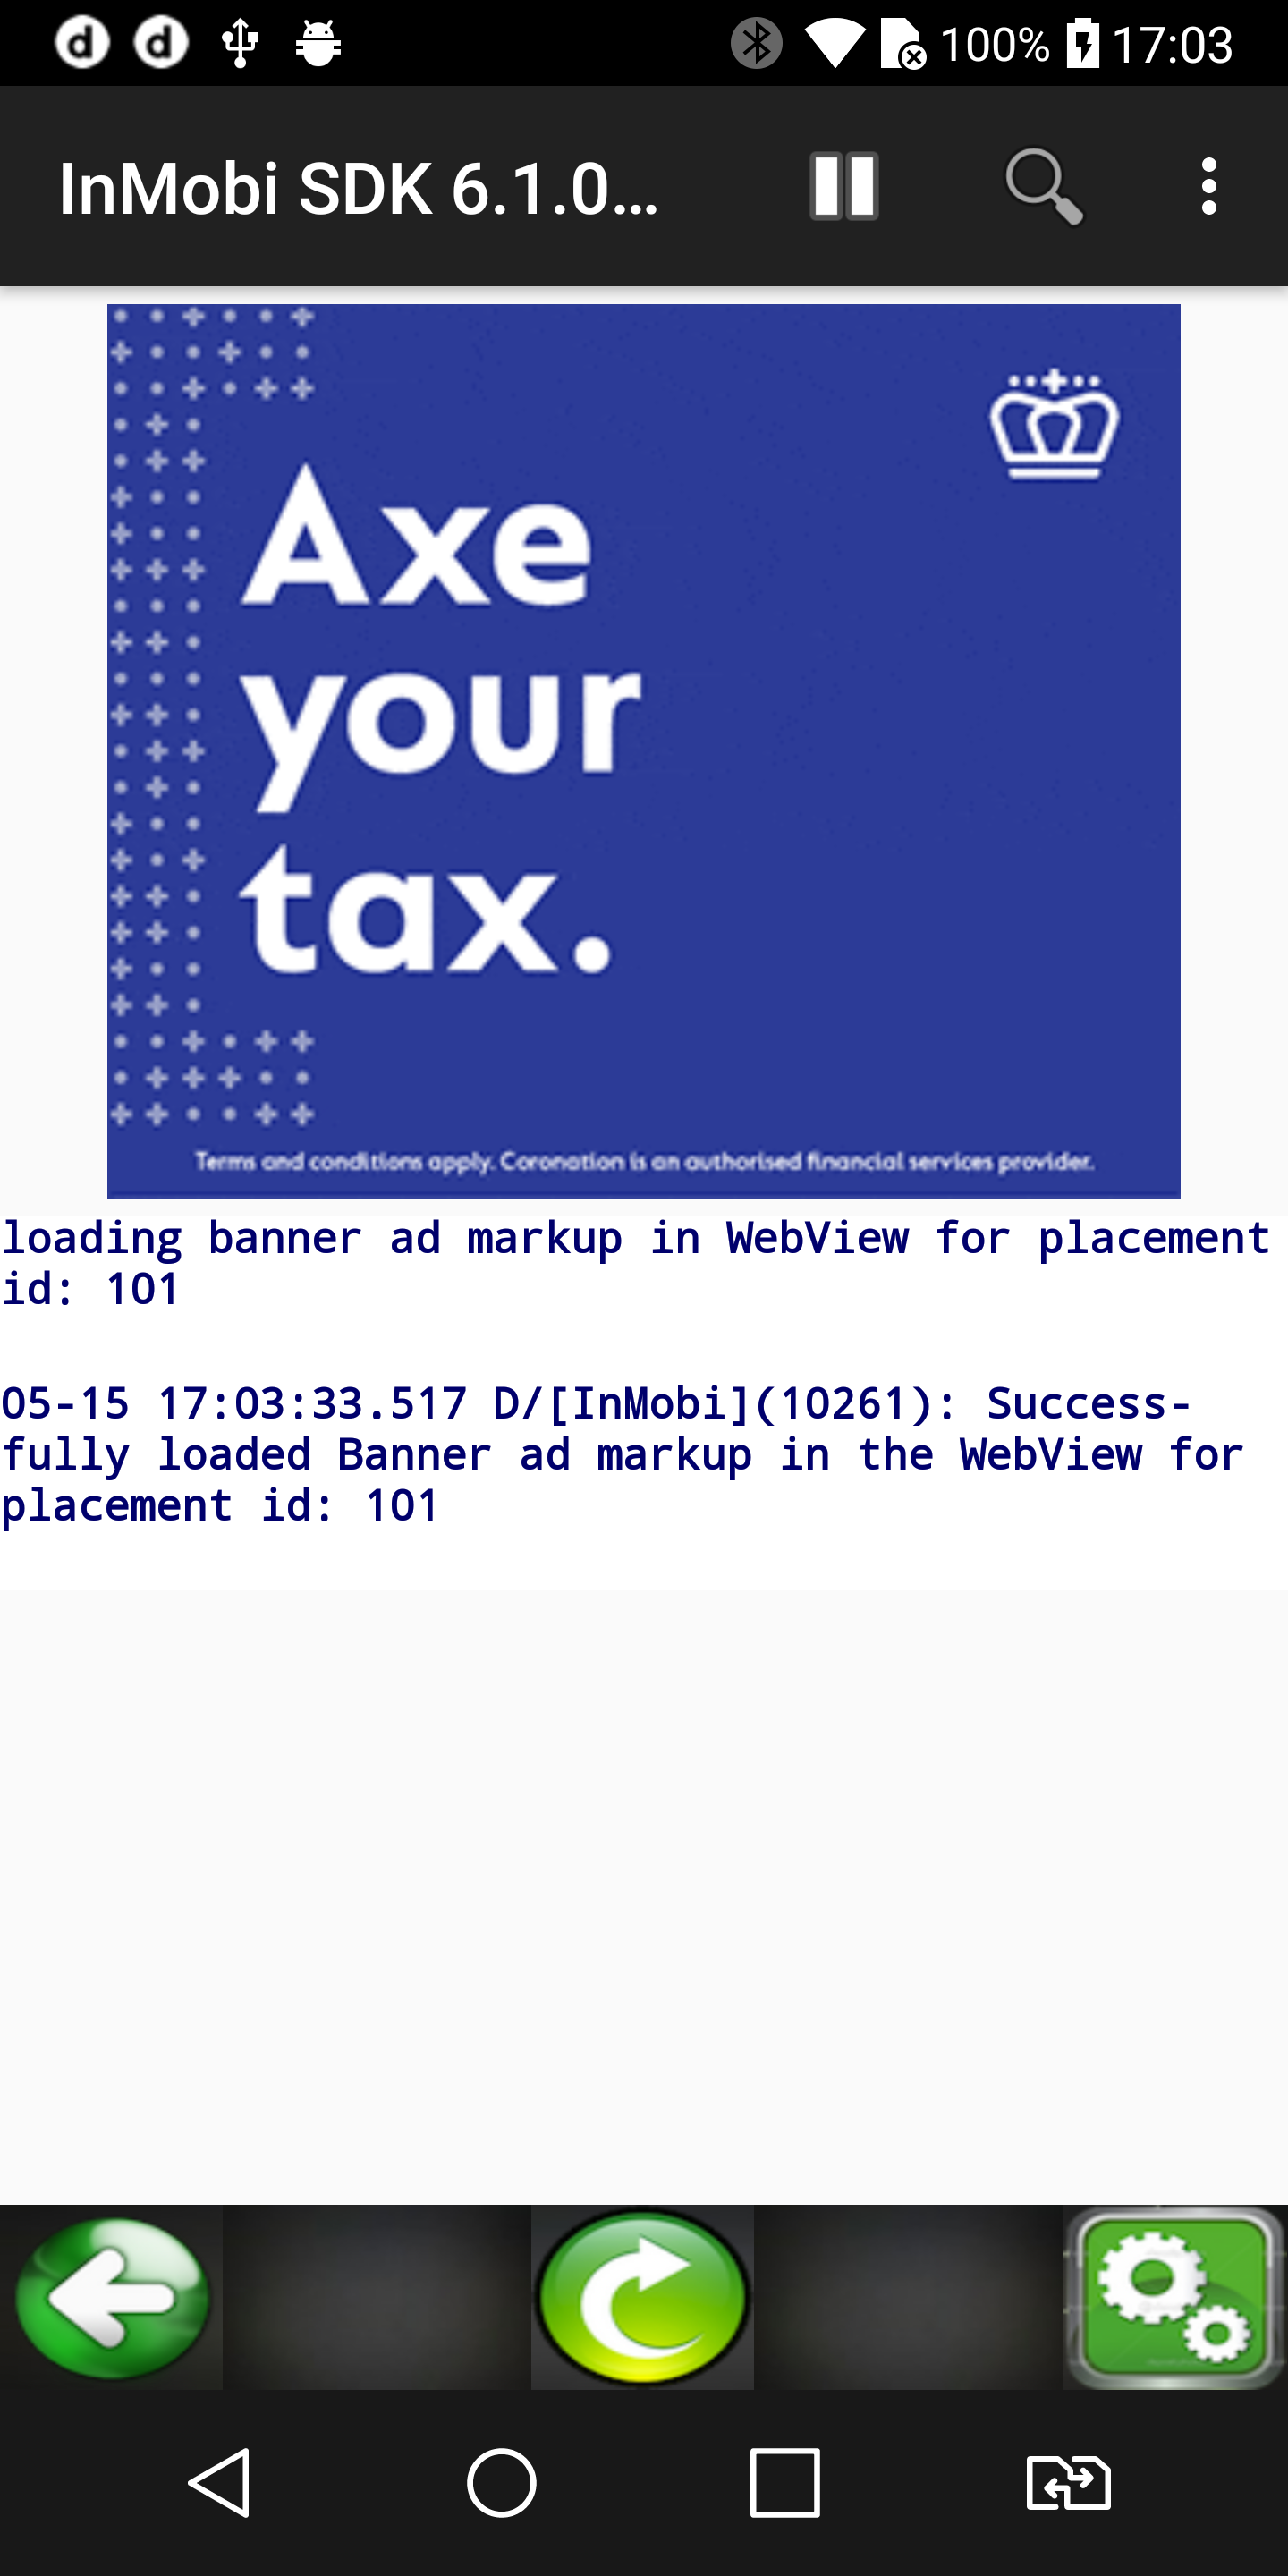 100% 17:03
InMobi SDK 6.1.0...
Axe
your
tax.
Terms and conditions apply. Coronation is an authorised financial services provider.
loading banner ad markup in WebView for placement
id: 101
05-15 17:03:33.517 D/[InMobi](10261): Success-
fully loaded Banner ad markup in the WebView for
placement id: 101